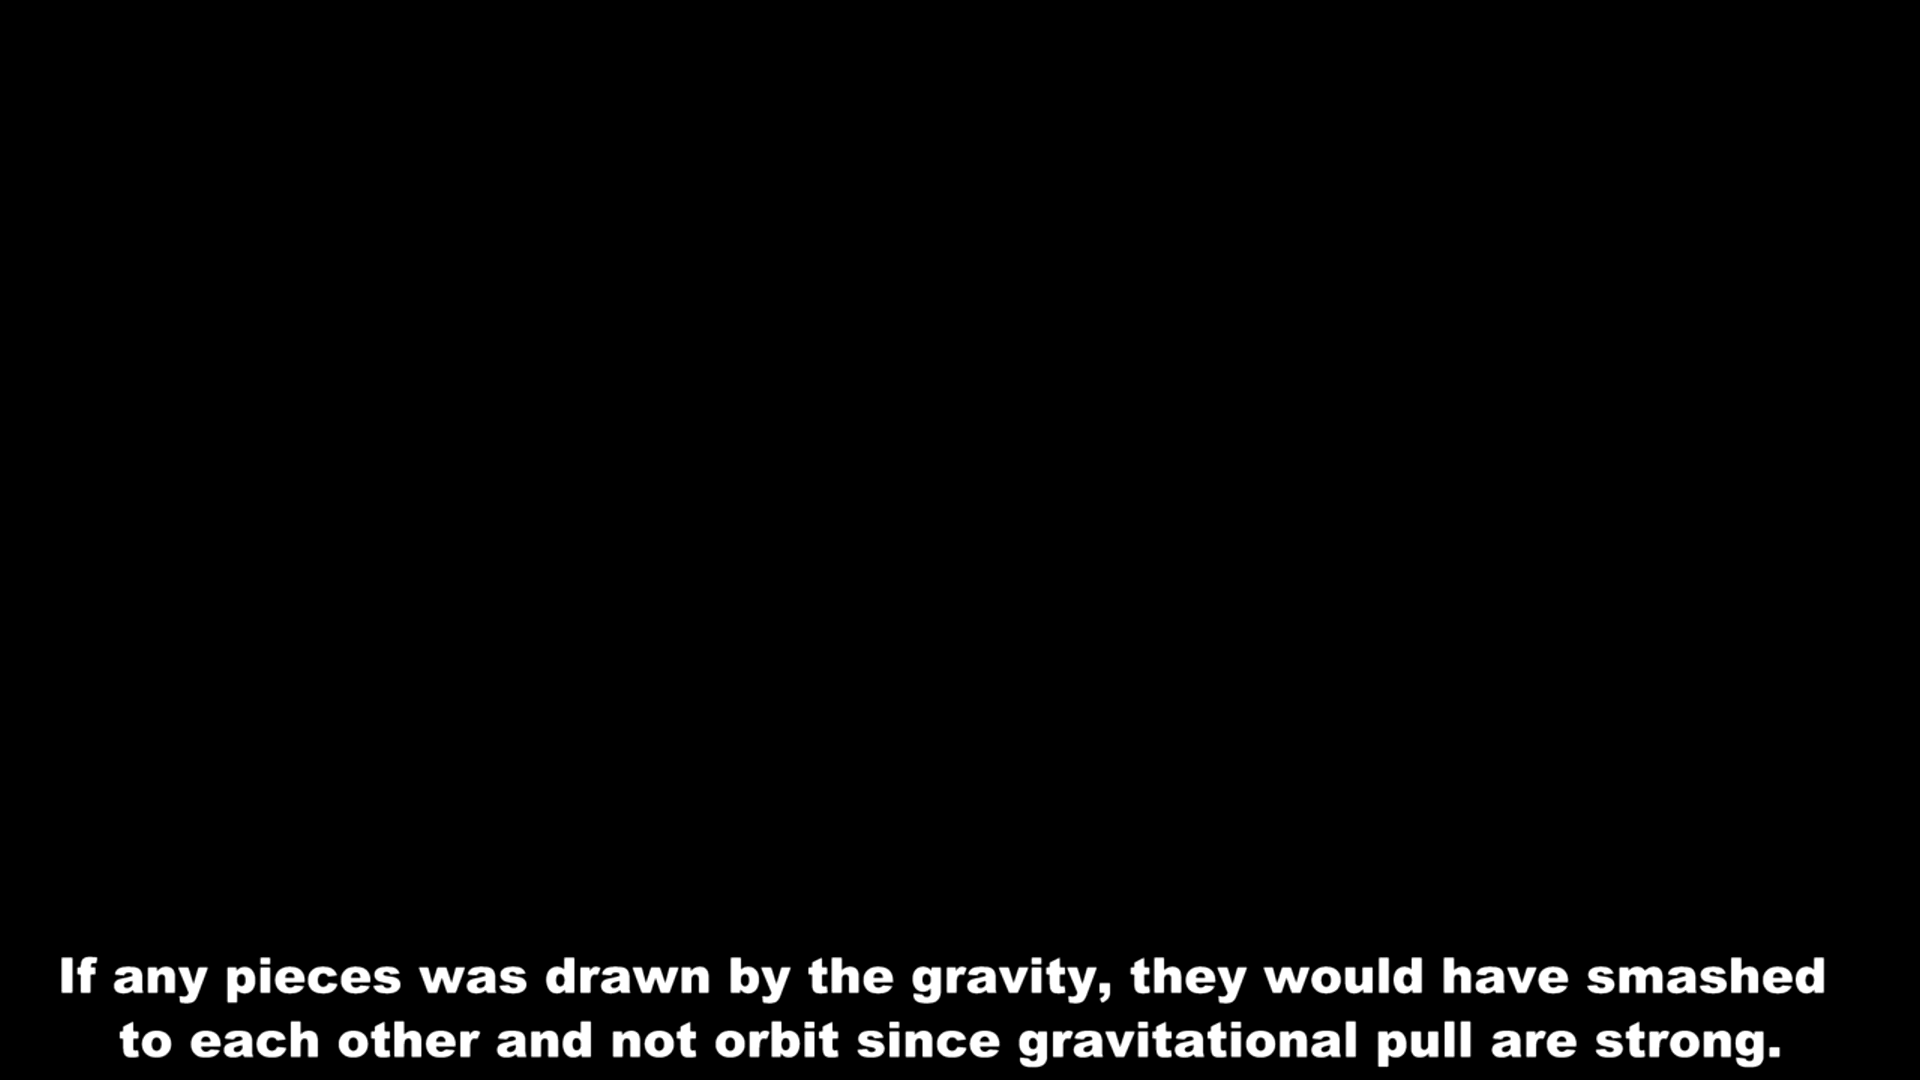 If any pieces was drawn by the gravity, they would have smashed
to each other and not orbit since gravitational pull are strong.